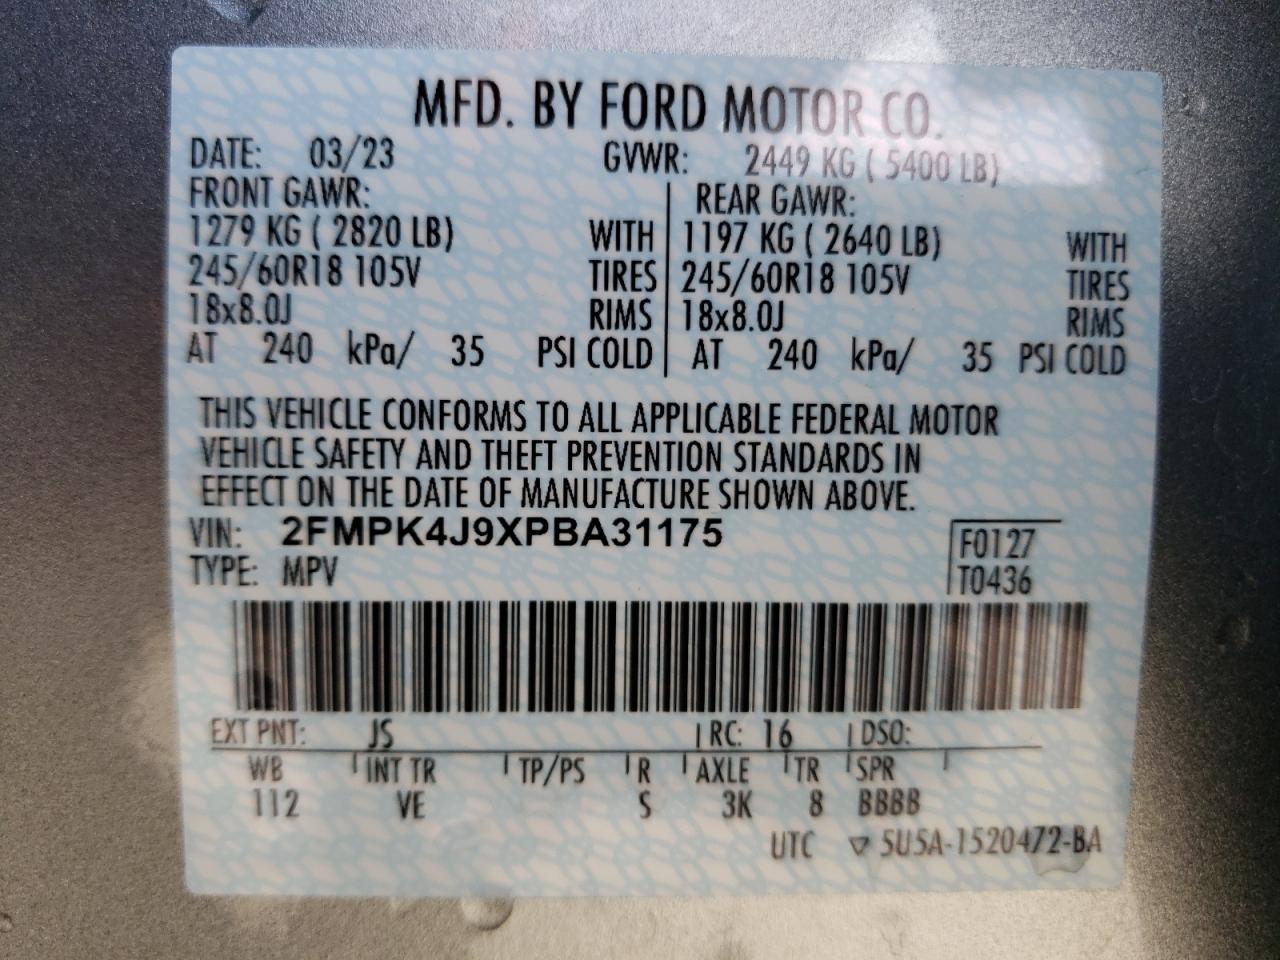 MFD. BY FORD MOTOR CO.
DATE: 03/23 GVWR: 2449 KG ( 5400 LB)
FRONT GAWR: REAR GAWR:
1279 KG ( 2820 LB) WITH 1197 KG ( 2640 LB) WITH
245/60R18 105V TIRES 245/60R18 105V TIRES
18x8.0J RIMS 18x8.0J RIMS
AT 240 kPa/ 35 PSI COLD AT 240 kPa/ 35 PSI COLD
THIS VEHICLE CONFORMS TO ALL APPLICABLE FEDERAL MOTOR
VEHICLE SAFETY AND THEFT PREVENTION STANDARDS IN
EFFECT ON THE DATE OF MANUFACTURE SHOWN ABOVE.
VIN: 2FMPK4J9XPBA31175 F0127
TYPE: MPV T0436
EXT PNT: JS RC: 16 DSO:
WB INT TR TP/PS R AXLE TR SPR
112 VE S 3K 8 BBBB
UTC ▽ 5U5A-1520472-BA